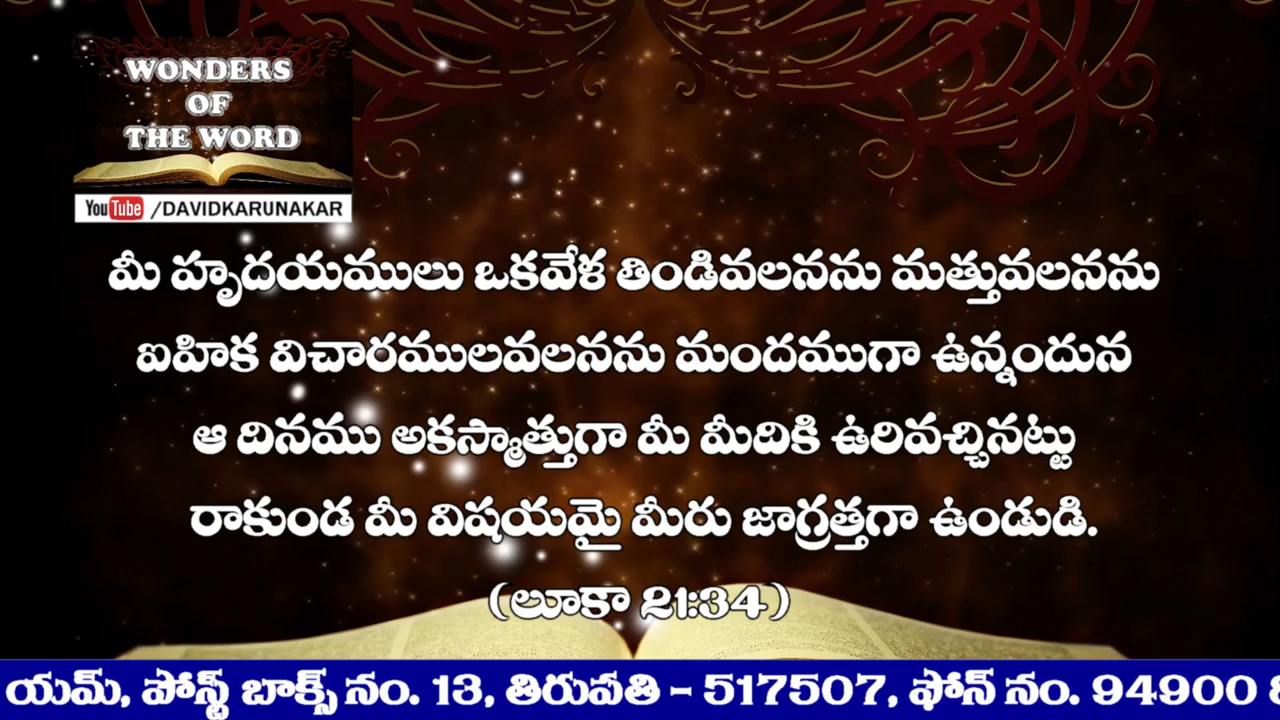 WONDERS
OF
THE WORD
YouTube /DAVIDKARUNAKAR
మీ హృదయములు ఒకవేళ తిండివలనను మత్తువలనను
ఐహిక విచారములవలనను మందముగా ఉన్నందున
ఆ దినము అకస్మాత్తుగా మీ మీదికి ఉరివచ్చినట్టు
రాకుండ మీ విషయమై మీరు జాగ్రత్తగా ఉండుడి.
(లూకా 21:34)
యమ్, పోస్ట్ బాక్స్ నం. 13, తిరుపతి - 517507, ఫోన్ నం. 94900